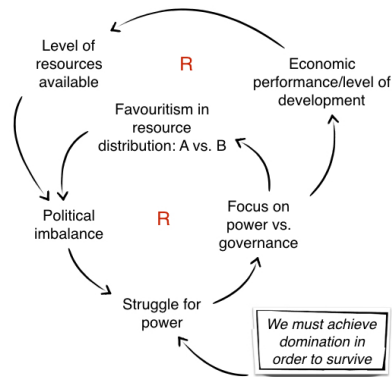 Level of
resources
available
R
Economic
performance/level of
development
Favouritism in
resource
distribution: A vs. B
Political
imbalance
R
Focus on
power vs.
governance
Struggle for
power
We must achieve
domination in
order to survive